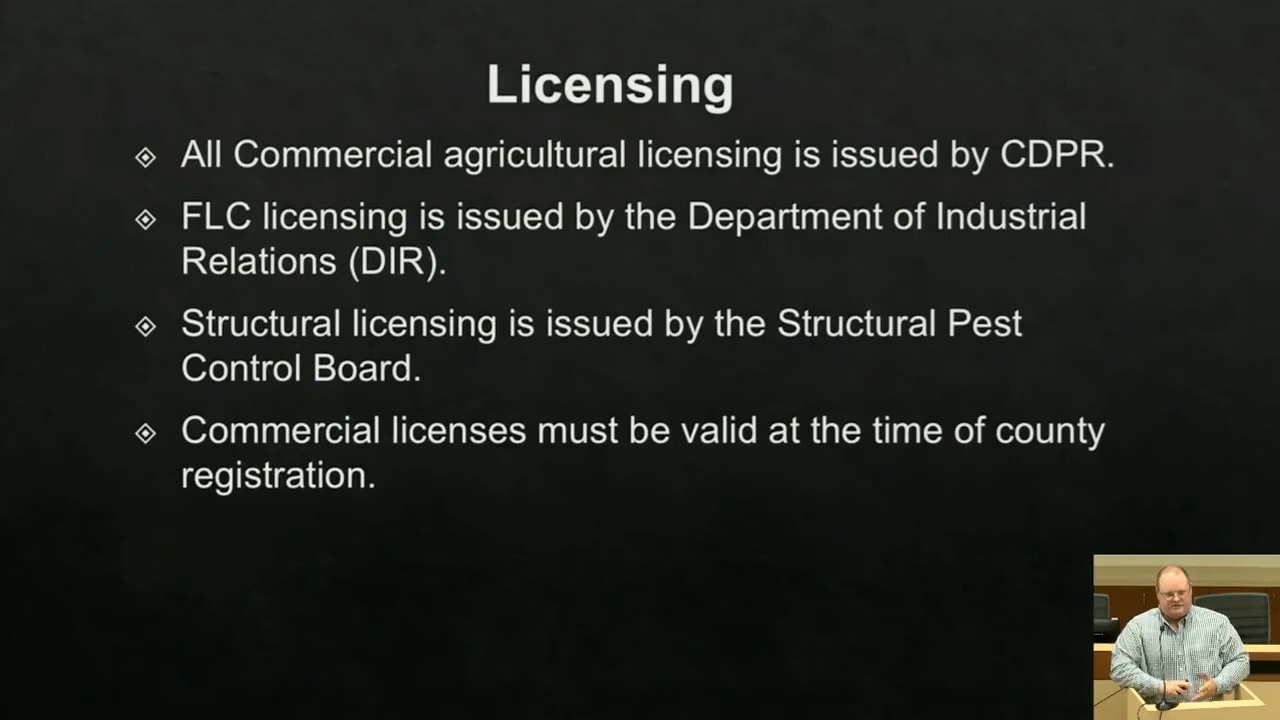 Licensing
All Commercial agricultural licensing is issued by CDPR.
FLC licensing is issued by the Department of Industrial
Relations (DIR).
Structural licensing is issued by the Structural Pest
Control Board.
Commercial licenses must be valid at the time of county
registration.